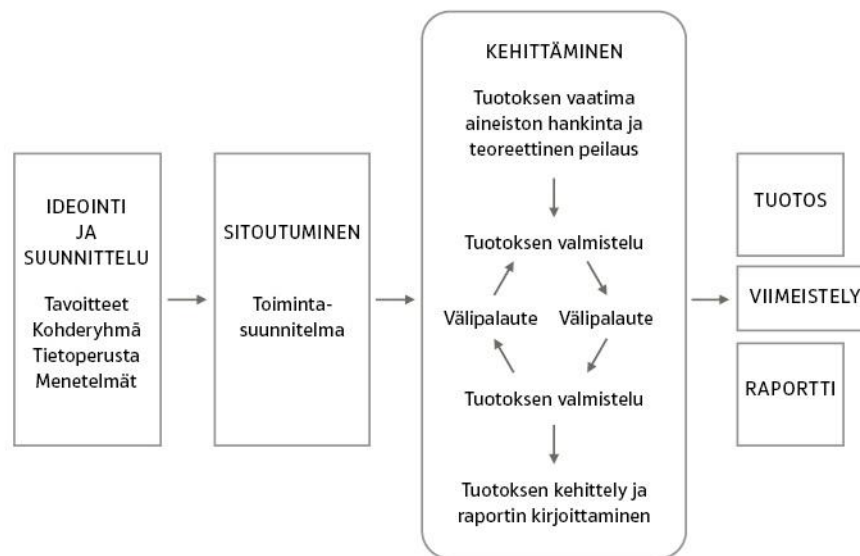 IDEOINTI
JA
SUUNNITTELU
Tavoitteet
Kohderyhmä
Tietoperusta
Menetelmät
SITOUTUMINEN
Toiminta-
suunnitelma
KEHITTÄMINEN
Tuotoksen vaatima
aineiston hankinta ja
teoreettinen peilaus
Tuotoksen valmistelu
Välipalaute Välipalaute
Tuotoksen valmistelu
Tuotoksen kehittely ja
raportin kirjoittaminen
TUOTOS
VIIMEISTELY
RAPORTTI